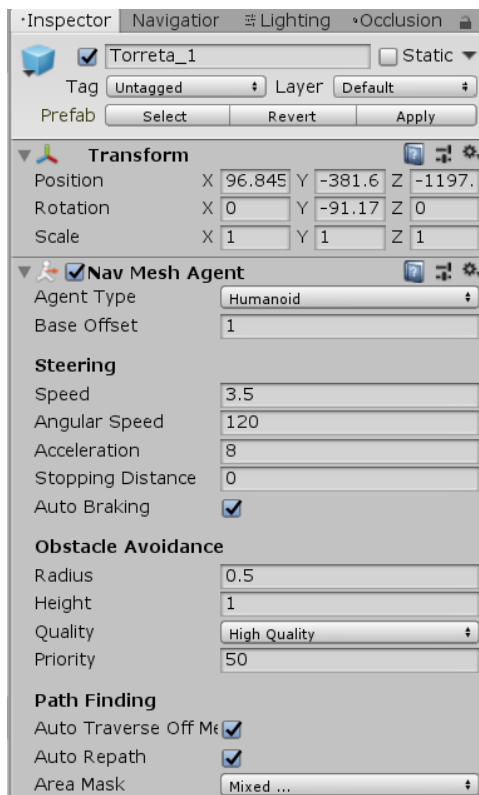 Inspector Navigation Lighting Occlusion
Torreta_1 Static
Tag Untagged Layer Default
Prefab Select Revert Apply
Transform
Position X 96.845 Y -381.6 Z -1197.
Rotation X 0 Y -91.17 Z 0
Scale X 1 Y 1 Z 1
Nav Mesh Agent
Agent Type Humanoid
Base Offset 1
Steering
Speed 3.5
Angular Speed 120
Acceleration 8
Stopping Distance 0
Auto Braking
Obstacle Avoidance
Radius 0.5
Height 1
Quality High Quality
Priority 50
Path Finding
Auto Traverse Off Me
Auto Repath
Area Mask Mixed ...